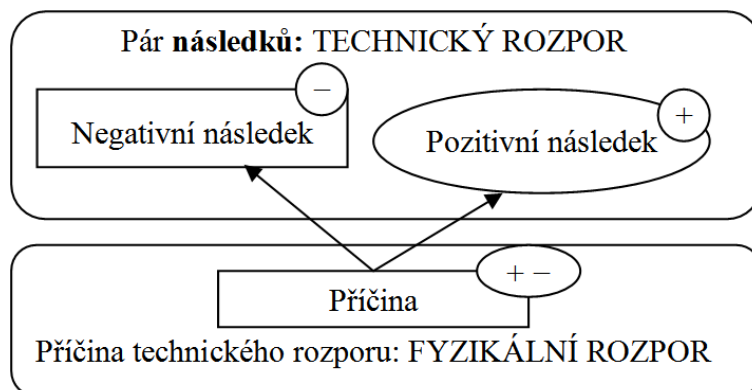 Pár následků: TECHNICKÝ ROZPOR
−
Negativní následek
+
Pozitivní následek
+ −
Příčina
Příčina technického rozporu: FYZIKÁLNÍ ROZPOR